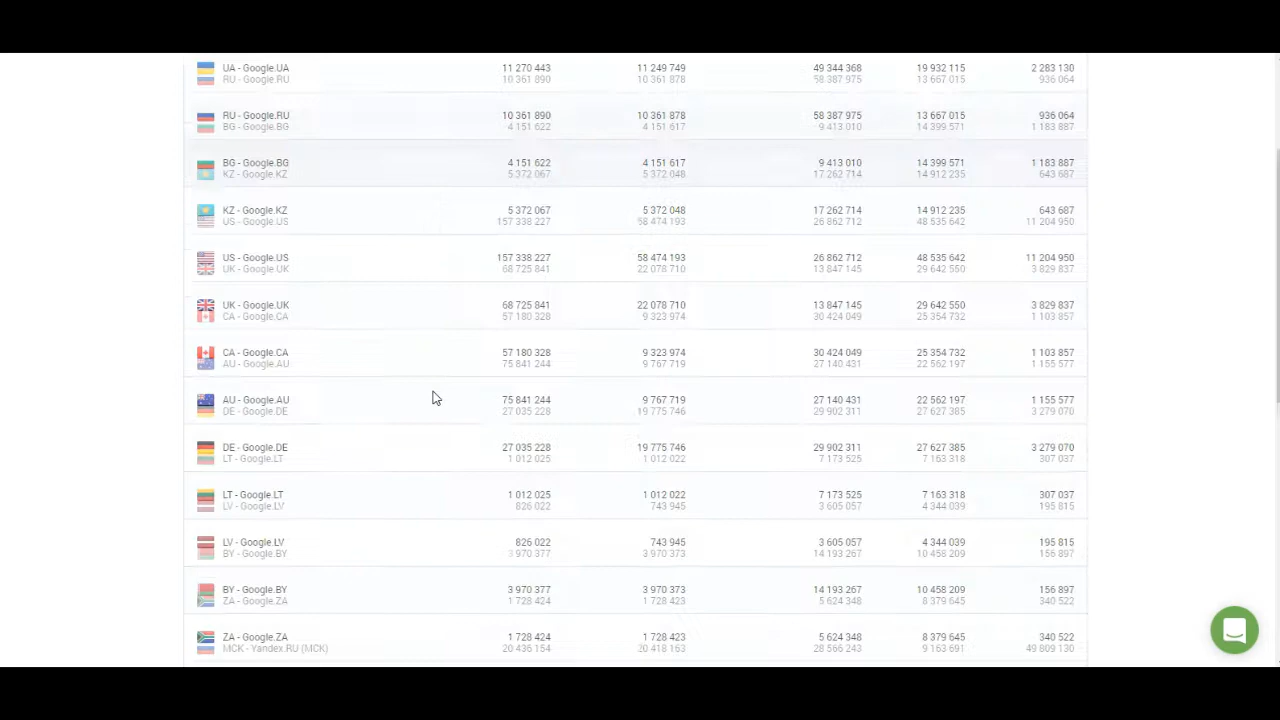 UA - Google.UA 11 270 443 11 249 749 49 344 368 19 932 115 2 283 130
RU - Google.RU 10 361 890 10 361 878 58 387 975 13 667 015 936 064
RU - Google.RU 10 361 890 10 361 878 58 387 975 13 667 015 936 064
BG - Google.BG 4 151 622 4 151 617 9 413 010 14 399 571 1 183 887
BG - Google.BG 4 151 622 4 151 617 9 413 010 14 399 571 1 183 887
KZ - Google.KZ 5 372 067 5 372 048 17 262 714 14 912 235 643 687
KZ - Google.KZ 5 372 067 5 372 048 17 262 714 14 912 235 643 687
US - Google.US 157 338 227 58 474 193 26 862 712 48 535 642 11 204 950
US - Google.US 157 338 227 58 474 193 26 862 712 48 535 642 11 204 950
UK - Google UK 68 725 841 22 078 710 13 847 145 29 642 550 3 829 837
UK - Google.UK 68 725 841 22 078 710 13 847 145 29 642 550 3 829 837
CA - Google.CA 57 180 328 9 323 974 30 424 049 25 354 732 1 103 857
CA - Google.CA 57 180 328 9 323 974 30 424 049 25 354 732 1 103 857
AU - Google.AU 75 841 244 9 767 719 27 140 431 22 562 197 1 155 577
AU - Google.AU 75 841 244 9 767 719 27 140 431 22 562 197 1 155 577
DE - Google.DE 27 035 228 19 775 746 29 902 311 27 627 385 3 279 070
DE - Google.DE 27 035 228 19 775 746 29 902 311 27 627 385 3 279 070
LT - Google.LT 1 012 025 1 012 022 7 173 525 7 163 318 307 037
LT - Google.LT 1 012 025 1 012 022 7 173 525 7 163 318 307 037
LV - Google.LV 826 022 743 945 3 605 057 4 344 039 195 815
LV - Google.LV 826 022 743 945 3 605 057 4 344 039 195 815
BY - Google.BY 3 970 377 3 970 373 14 193 267 10 458 209 156 897
BY - Google.BY 3 970 377 3 970 373 14 193 267 10 458 209 156 897
ZA - Google.ZA 1 728 424 1 728 423 5 624 348 8 379 645 340 522
ZA - Google.ZA 1 728 424 1 728 423 5 624 348 8 379 645 340 522
МСК - Yandex.RU (МСК) 20 436 154 20 418 163 28 566 243 9 163 691 49 809 130